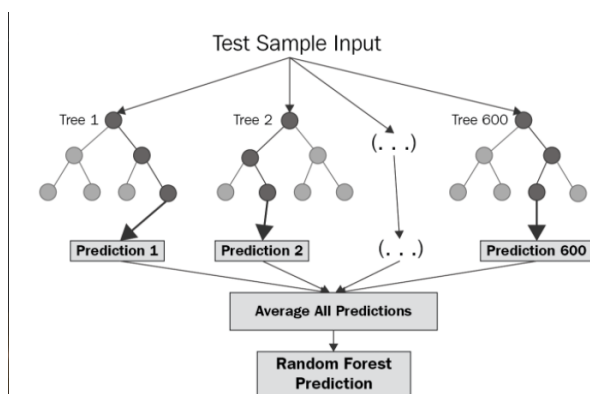 Test Sample Input
Tree 1
Tree 2
Tree 600
(. . .)
Prediction 1
Prediction 2
(. . .)
Prediction 600
Average All Predictions
Random Forest
Prediction